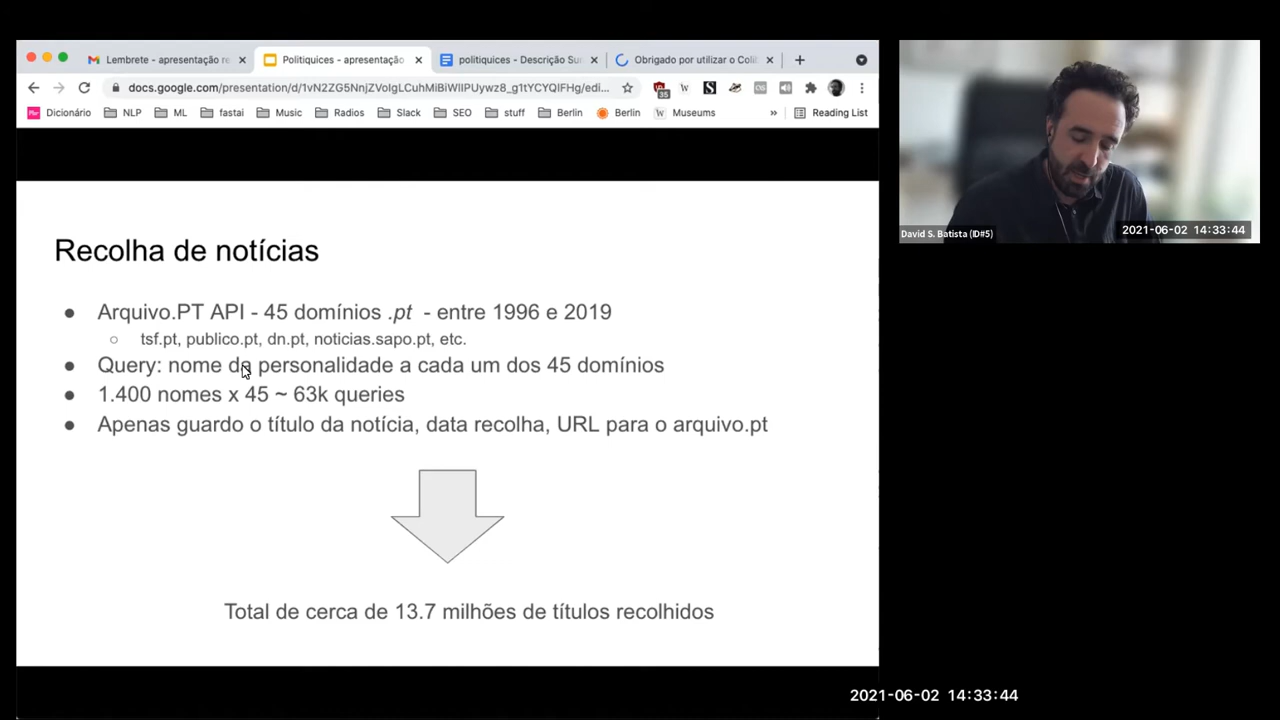 Lembrete - apresentação re
Politiquices - apresentação
politiquices - Descrição Su
Obrigado por utilizar o Coli
docs.google.com/presentation/d/1vN2ZG5NnjZVoIgLCuhMiBiWlIPUywz8_g1tYCYQlFHg/edi...
35
Dicionário
NLP
ML
fastai
Music
Radios
Slack
SEO
stuff
Berlin
Berlin
W Museums
»
Reading List
Recolha de notícias
● Arquivo.PT API - 45 domínios .pt - entre 1996 e 2019
○ tsf.pt, publico.pt, dn.pt, noticias.sapo.pt, etc.
● Query: nome da personalidade a cada um dos 45 domínios
● 1.400 nomes x 45 ~ 63k queries
● Apenas guardo o título da notícia, data recolha, URL para o arquivo.pt
Total de cerca de 13.7 milhões de títulos recolhidos
David S. Batista (ID#5)
2021-06-02 14:33:44
2021-06-02 14:33:44